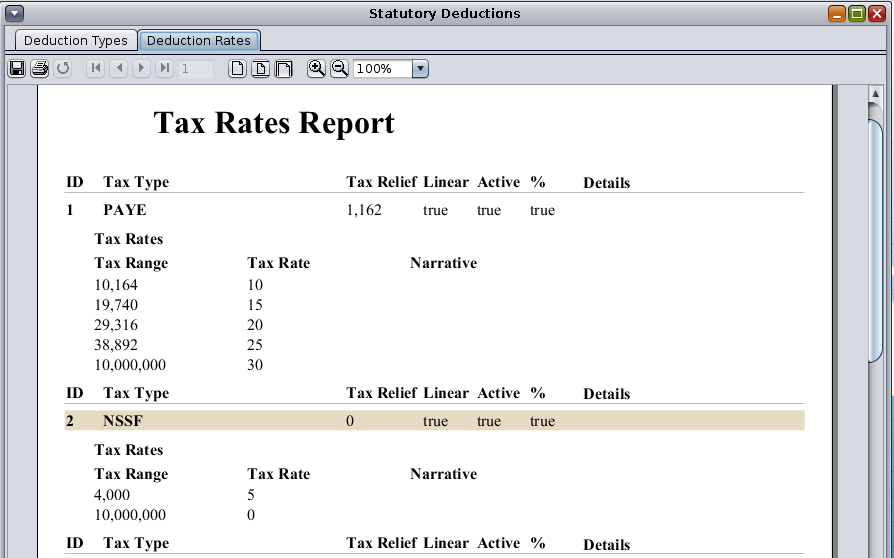 Statutory Deductions
Deduction Types Deduction Rates
1 100%
Tax Rates Report
ID Tax Type Tax Relief Linear Active % Details
1 PAYE 1,162 true true true
Tax Rates
Tax Range Tax Rate Narrative
10,164 10
19,740 15
29,316 20
38,892 25
10,000,000 30
ID Tax Type Tax Relief Linear Active % Details
2 NSSF 0 true true true
Tax Rates
Tax Range Tax Rate Narrative
4,000 5
10,000,000 0
ID Tax Type Tax Relief Linear Active % Details